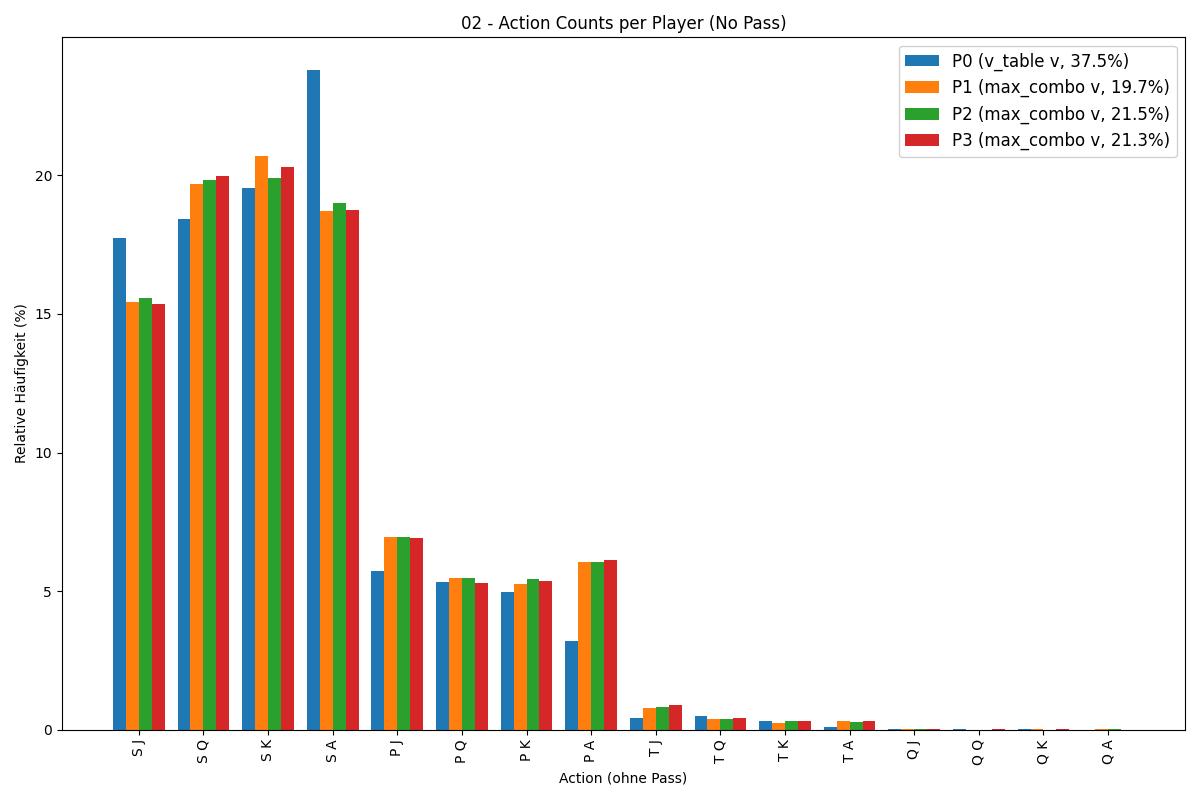 02 - Action Counts per Player (No Pass)
P0 (v_table v, 37.5%)
P1 (max_combo v, 19.7%)
P2 (max_combo v, 21.5%)
P3 (max_combo v, 21.3%)
Relative Häufigkeit (%)
20
15
10
5
0
S J
S Q
S K
S A
P J
P Q
P K
P A
T J
T Q
T K
T A
Q J
Q Q
Q K
Q A
Action (ohne Pass)